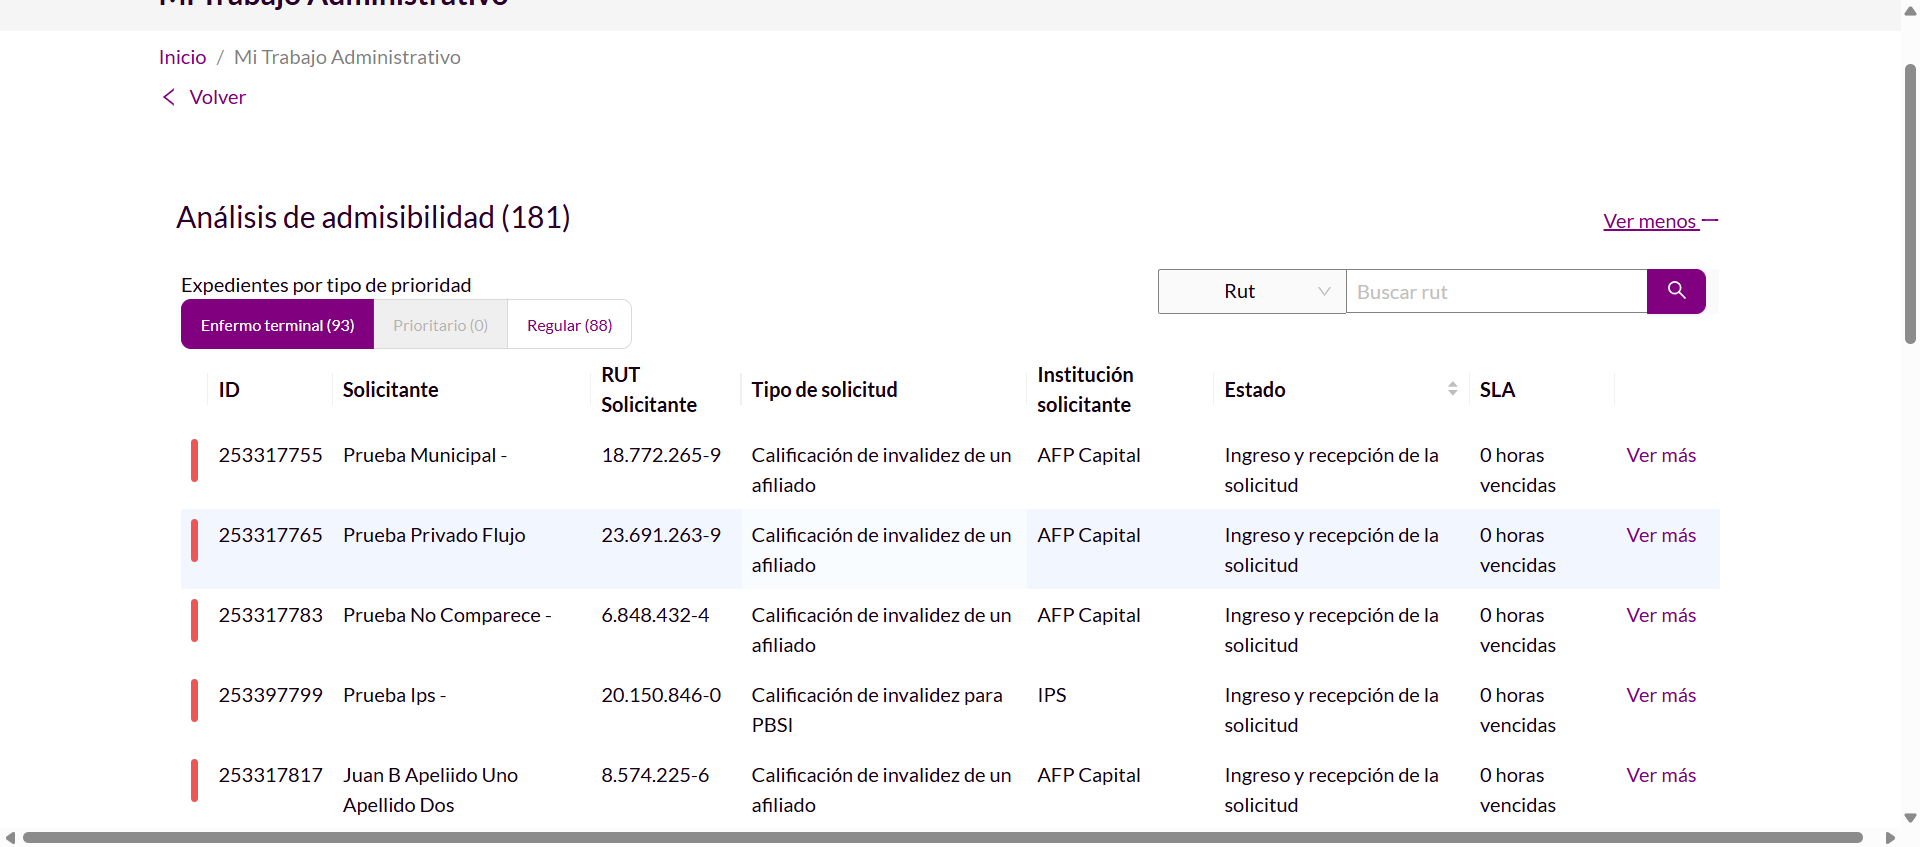 Mi Trabajo Administrativo
Inicio / Mi Trabajo Administrativo
Volver
Análisis de admisibilidad (181)
Ver menos
Expedientes por tipo de prioridad
Rut
Buscar rut
Enfermo terminal (93)
Prioritario (0)
Regular (88)
ID
Solicitante
RUT
Solicitante
Tipo de solicitud
Institución
solicitante
Estado
SLA
253317755
Prueba Municipal -
18.772.265-9
Calificación de invalidez de un
afiliado
AFP Capital
Ingreso y recepción de la
solicitud
0 horas
vencidas
Ver más
253317765
Prueba Privado Flujo
23.691.263-9
Calificación de invalidez de un
afiliado
AFP Capital
Ingreso y recepción de la
solicitud
0 horas
vencidas
Ver más
253317783
Prueba No Comparece -
6.848.432-4
Calificación de invalidez de un
afiliado
AFP Capital
Ingreso y recepción de la
solicitud
0 horas
vencidas
Ver más
253397799
Prueba Ips -
20.150.846-0
Calificación de invalidez para
PBSI
IPS
Ingreso y recepción de la
solicitud
0 horas
vencidas
Ver más
253317817
Juan B Apeliido Uno
Apellido Dos
8.574.225-6
Calificación de invalidez de un
afiliado
AFP Capital
Ingreso y recepción de la
solicitud
0 horas
vencidas
Ver más